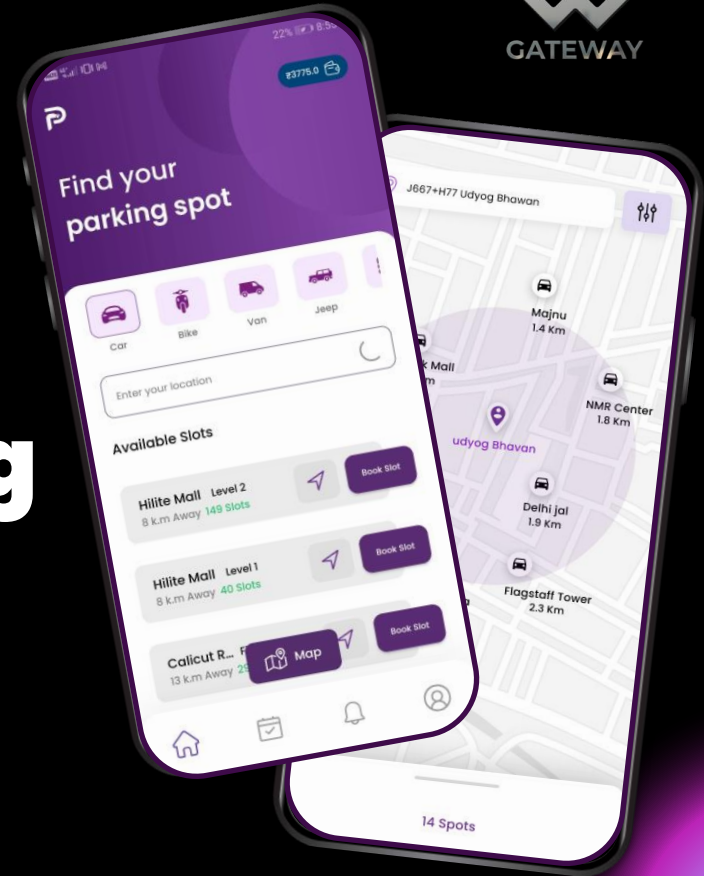 GATEWAY
g
22%
₹3775.0
Find your
parking spot
Car
Bike
Van
Jeep
Enter your location
Available Slots
Hilite Mall Level 2
8 k.m Away 149 Slots
Book Slot
Hilite Mall Level 1
8 k.m Away 40 Slots
Book Slot
Calicut R...
13 k.m Away
Book Slot
Map
J667+H77 Udyog Bhawan
Majnu
1.4 Km
k Mall
m
NMR Center
1.8 Km
udyog Bhavan
Delhi jal
1.9 Km
Flagstaff Tower
2.3 Km
14 Spots